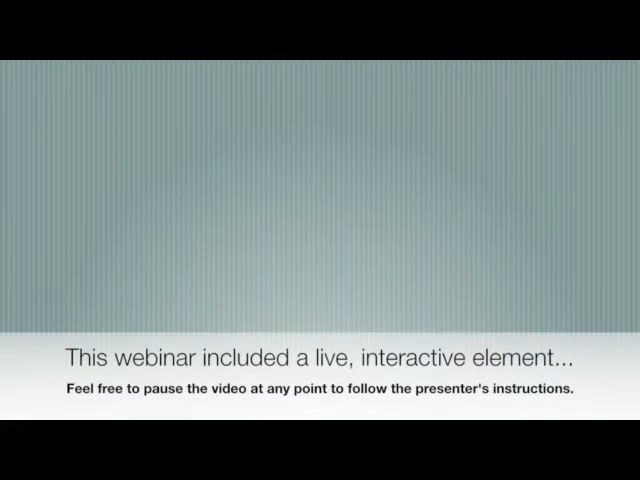 This webinar included a live, interactive element...
Feel free to pause the video at any point to follow the presenter's instructions.